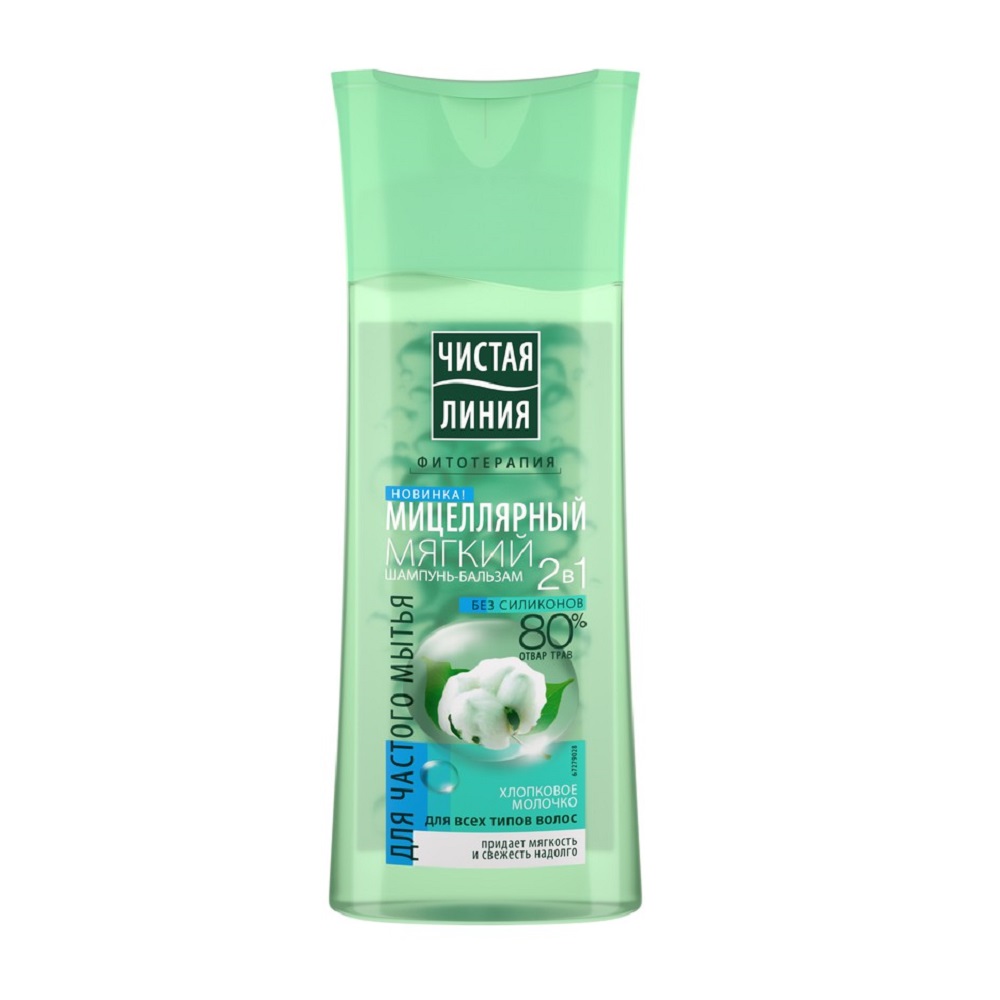 ЧИСТАЯ
ЛИНИЯ
ФИТОТЕРАПИЯ
НОВИНКА!
МИЦЕЛЛЯРНЫЙ
МЯГКИЙ
ШАМПУНЬ-БАЛЬЗАМ 2в1
БЕЗ СИЛИКОНОВ
80%
ОТВАР ТРАВ
ДЛЯ ЧАСТОГО МЫТЬЯ
ХЛОПКОВОЕ
МОЛОЧКО
ДЛЯ ВСЕХ ТИПОВ ВОЛОС
придает мягкость
и свежесть надолго